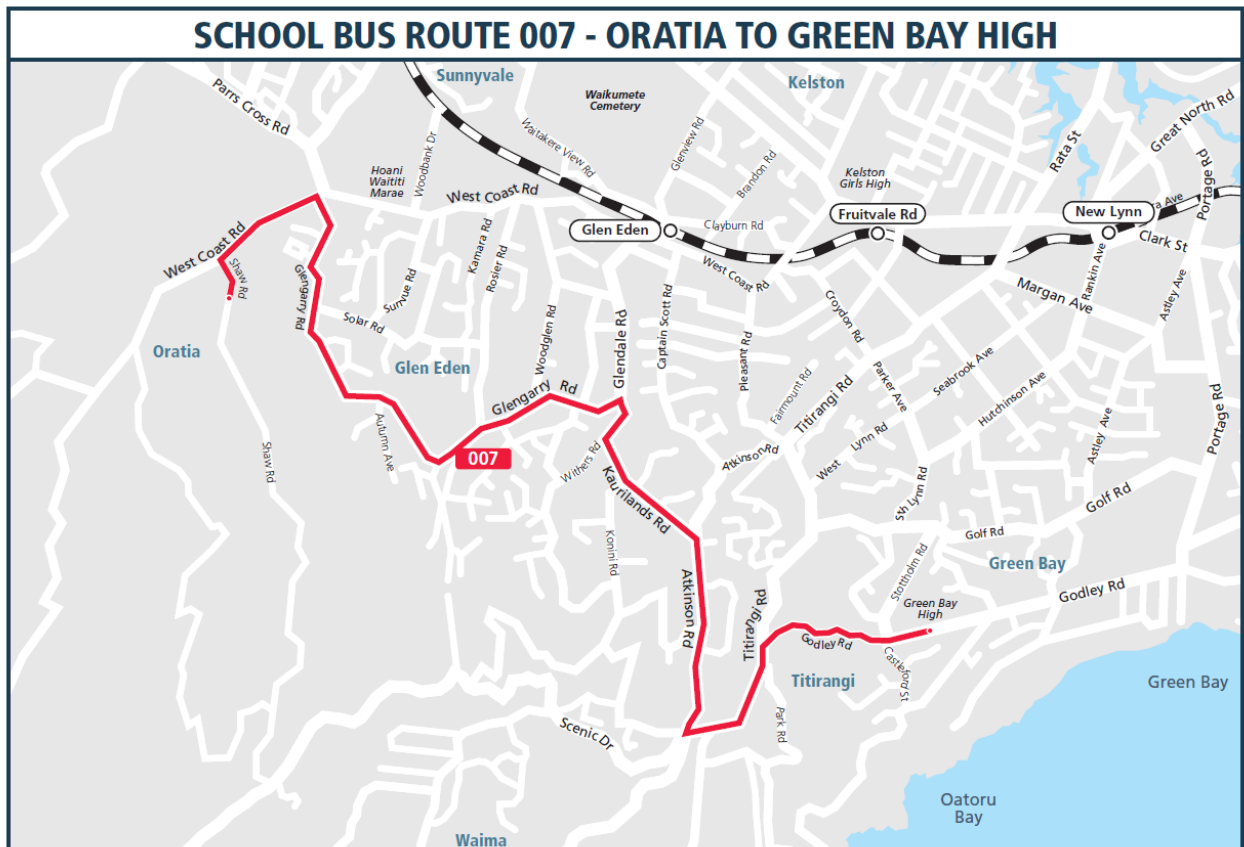 SCHOOL BUS ROUTE 007 - ORATIA TO GREEN BAY HIGH
Sunnyvale
Kelston
Waikumete
Cemetery
Parrs Cross Rd
Great North Rd
Rata St
Portage Rd
Waitakere View Rd
Glenview Rd
Brandon Rd
Woodbank Dr
Hoani
Waititi
Marae
Kelston
Girls High
West Coast Rd
Clayburn Rd
Glen Eden
Fruitvale Rd
New Lynn
Clark St
West Coast Rd
Shaw Rd
Glengarry Rd
Kamara Rd
Rosier Rd
Sunvue Rd
Solar Rd
West Coast Rd
Rankin Ave
Margan Ave
Astley Ave
Croydon Rd
Captain Scott Rd
Woodglen Rd
Glendale Rd
Pleasant Rd
Oratia
Glen Eden
Fairmount Rd
Titirangi Rd
Parker Ave
Seabrook Ave
Hutchinson Ave
Portage Rd
Glengarry Rd
Autumn Ave
007
Withers Rd
Atkinson Rd
West Lynn Rd
Astley Ave
Shaw Rd
Kaurilands Rd
Sth Lynn Rd
Golf Rd
Golf Rd
Konini Rd
Stottholm Rd
Green Bay
Godley Rd
Green Bay
High
Atkinson Rd
Titirangi Rd
Godley Rd
Castleford St
Titirangi
Green Bay
Park Rd
Scenic Dr
Oatoru
Bay
Waima